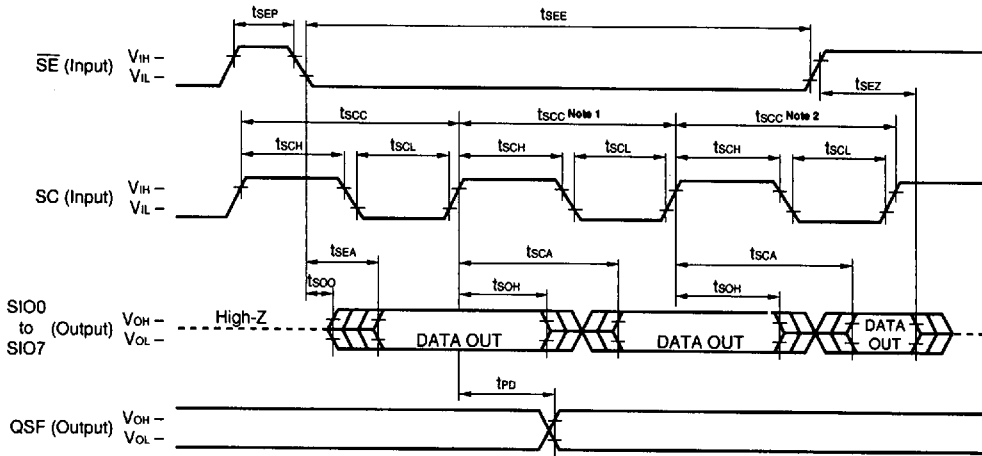 tSEP
tSEE
SE (Input)
VIH
VIL
tSEZ
tSCC
tSCC Note 1
tSCC Note 2
tSCH
tSCL
tSCH
tSCL
tSCH
tSCL
SC (Input)
VIH
VIL
tSEA
tSCA
tSCA
tSOO
tSOH
tSOH
SIO0
to
SIO7
(Output)
VOH
VOL
High-Z
DATA OUT
DATA OUT
DATA
OUT
tPD
QSF (Output)
VOH
VOL